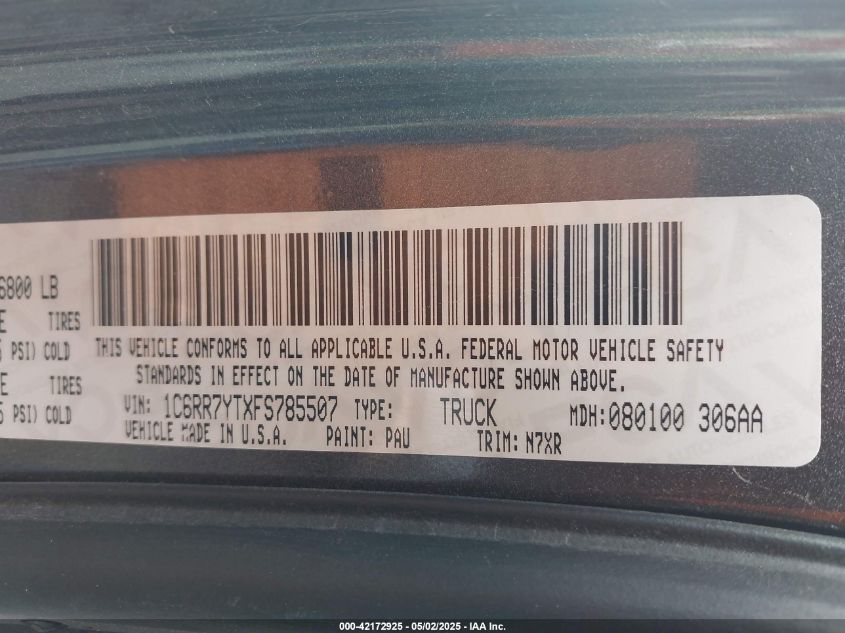 6800 LB
E TIRES
PSI) COLD
THIS VEHICLE CONFORMS TO ALL APPLICABLE U.S.A. FEDERAL MOTOR VEHICLE SAFETY
E TIRES
STANDARDS IN EFFECT ON THE DATE OF MANUFACTURE SHOWN ABOVE.
5 PSI) COLD
VIN: 1C6RR7YTXFS785507 TYPE: TRUCK MDH:080100 306AA
VEHICLE MADE IN U.S.A. PAINT: PAU TRIM: N7XR
000-42172925 - 05/02/2025 - IAA Inc.